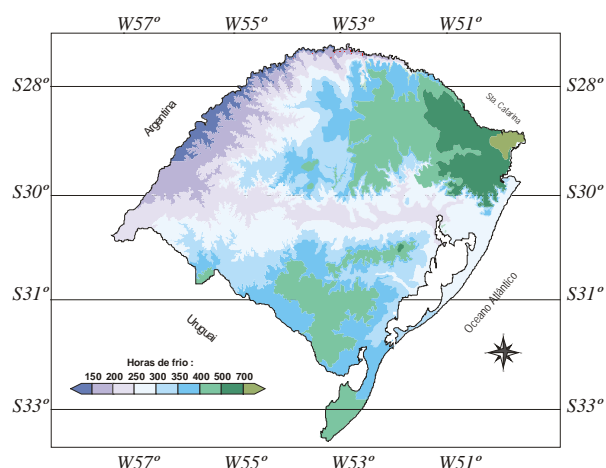 W57º W55º W53º W51º
S28º S28º
Argentina
Sta Catarina
S30º S30º
S31º S31º
Uruguai
Oceano Atlântico
Horas de frio :
150 200 250 300 350 400 500 700
S33º S33º
W57º W55º W53º W51º